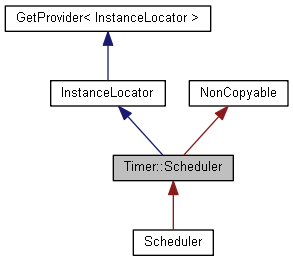 GetProvider< InstanceLocator >
InstanceLocator
NonCopyable
Timer::Scheduler
Scheduler